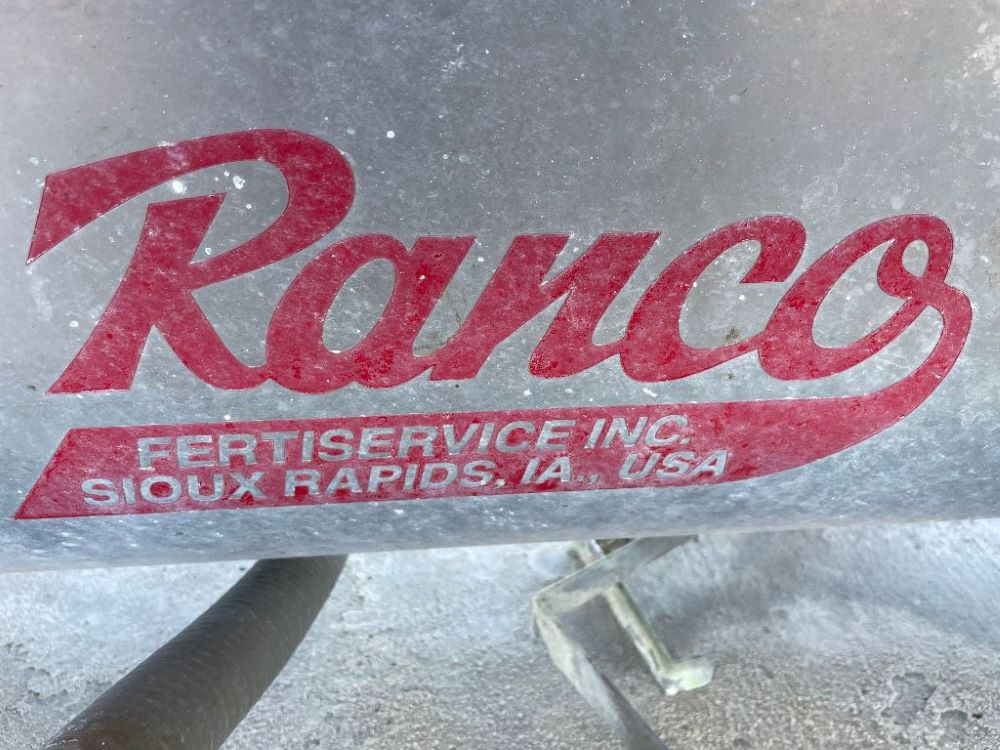 Ranco
FERTISERVICE INC.
SIOUX RAPIDS, IA., USA